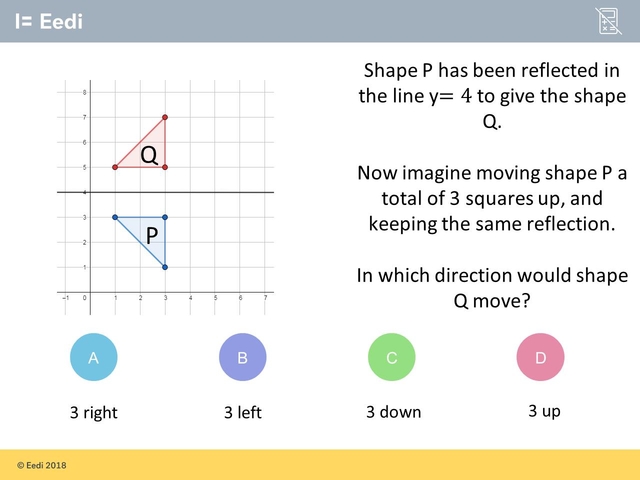 Eedi
Shape P has been reflected in
the line y= 4 to give the shape
Q.
Now imagine moving shape P a
total of 3 squares up, and
keeping the same reflection.
In which direction would shape
Q move?
8
7
6
5
4
3
2
1
−1 0 1 2 3 4 5 6 7
Q
P
A
B
C
D
3 right
3 left
3 down
3 up
© Eedi 2018